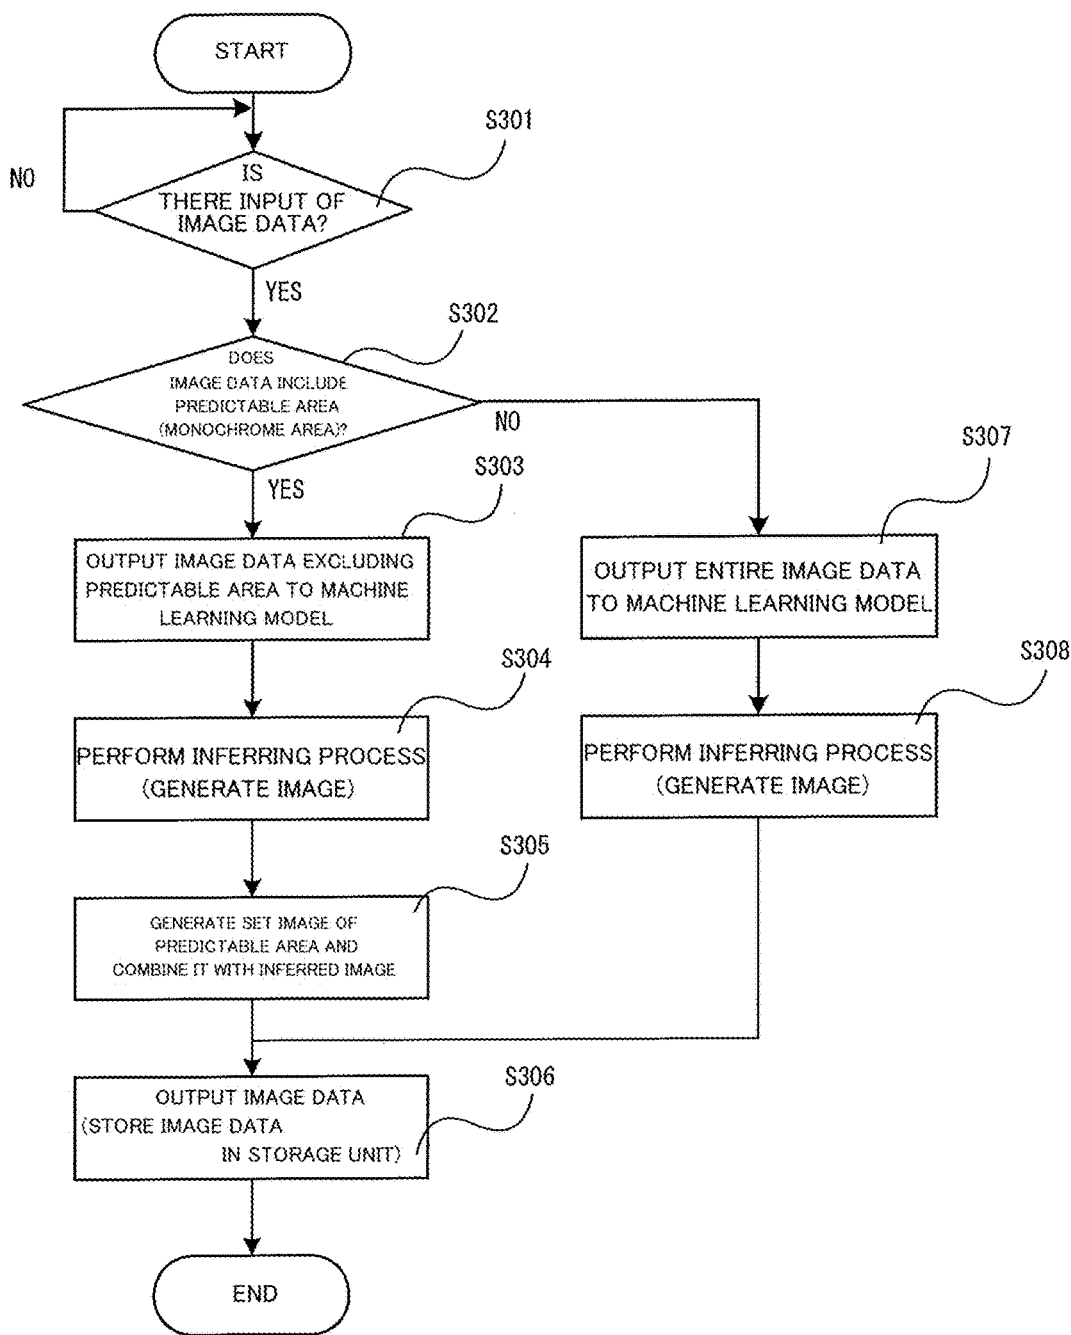 START
S301
NO
IS
THERE INPUT OF
IMAGE DATA?
YES
S302
DOES
IMAGE DATA INCLUDE
PREDICTABLE AREA
(MONOCHROME AREA)?
NO
YES
S303
OUTPUT IMAGE DATA EXCLUDING
PREDICTABLE AREA TO MACHINE
LEARNING MODEL
S307
OUTPUT ENTIRE IMAGE DATA
TO MACHINE LEARNING MODEL
S304
PERFORM INFERRING PROCESS
(GENERATE IMAGE)
S308
PERFORM INFERRING PROCESS
(GENERATE IMAGE)
S305
GENERATE SET IMAGE OF
PREDICTABLE AREA AND
COMBINE IT WITH INFERRED IMAGE
S306
OUTPUT IMAGE DATA
(STORE IMAGE DATA
IN STORAGE UNIT)
END